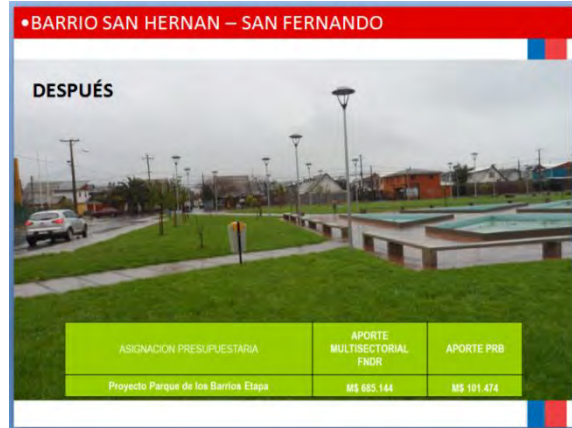 •BARRIO SAN HERNAN – SAN FERNANDO
DESPUÉS
ASIGNACION PRESUPUESTARIA
APORTE
MULTISECTORIAL
FNDR
APORTE PRB
Proyecto Parque de los Barrios Etapa
M$ 685.144
M$ 101.474